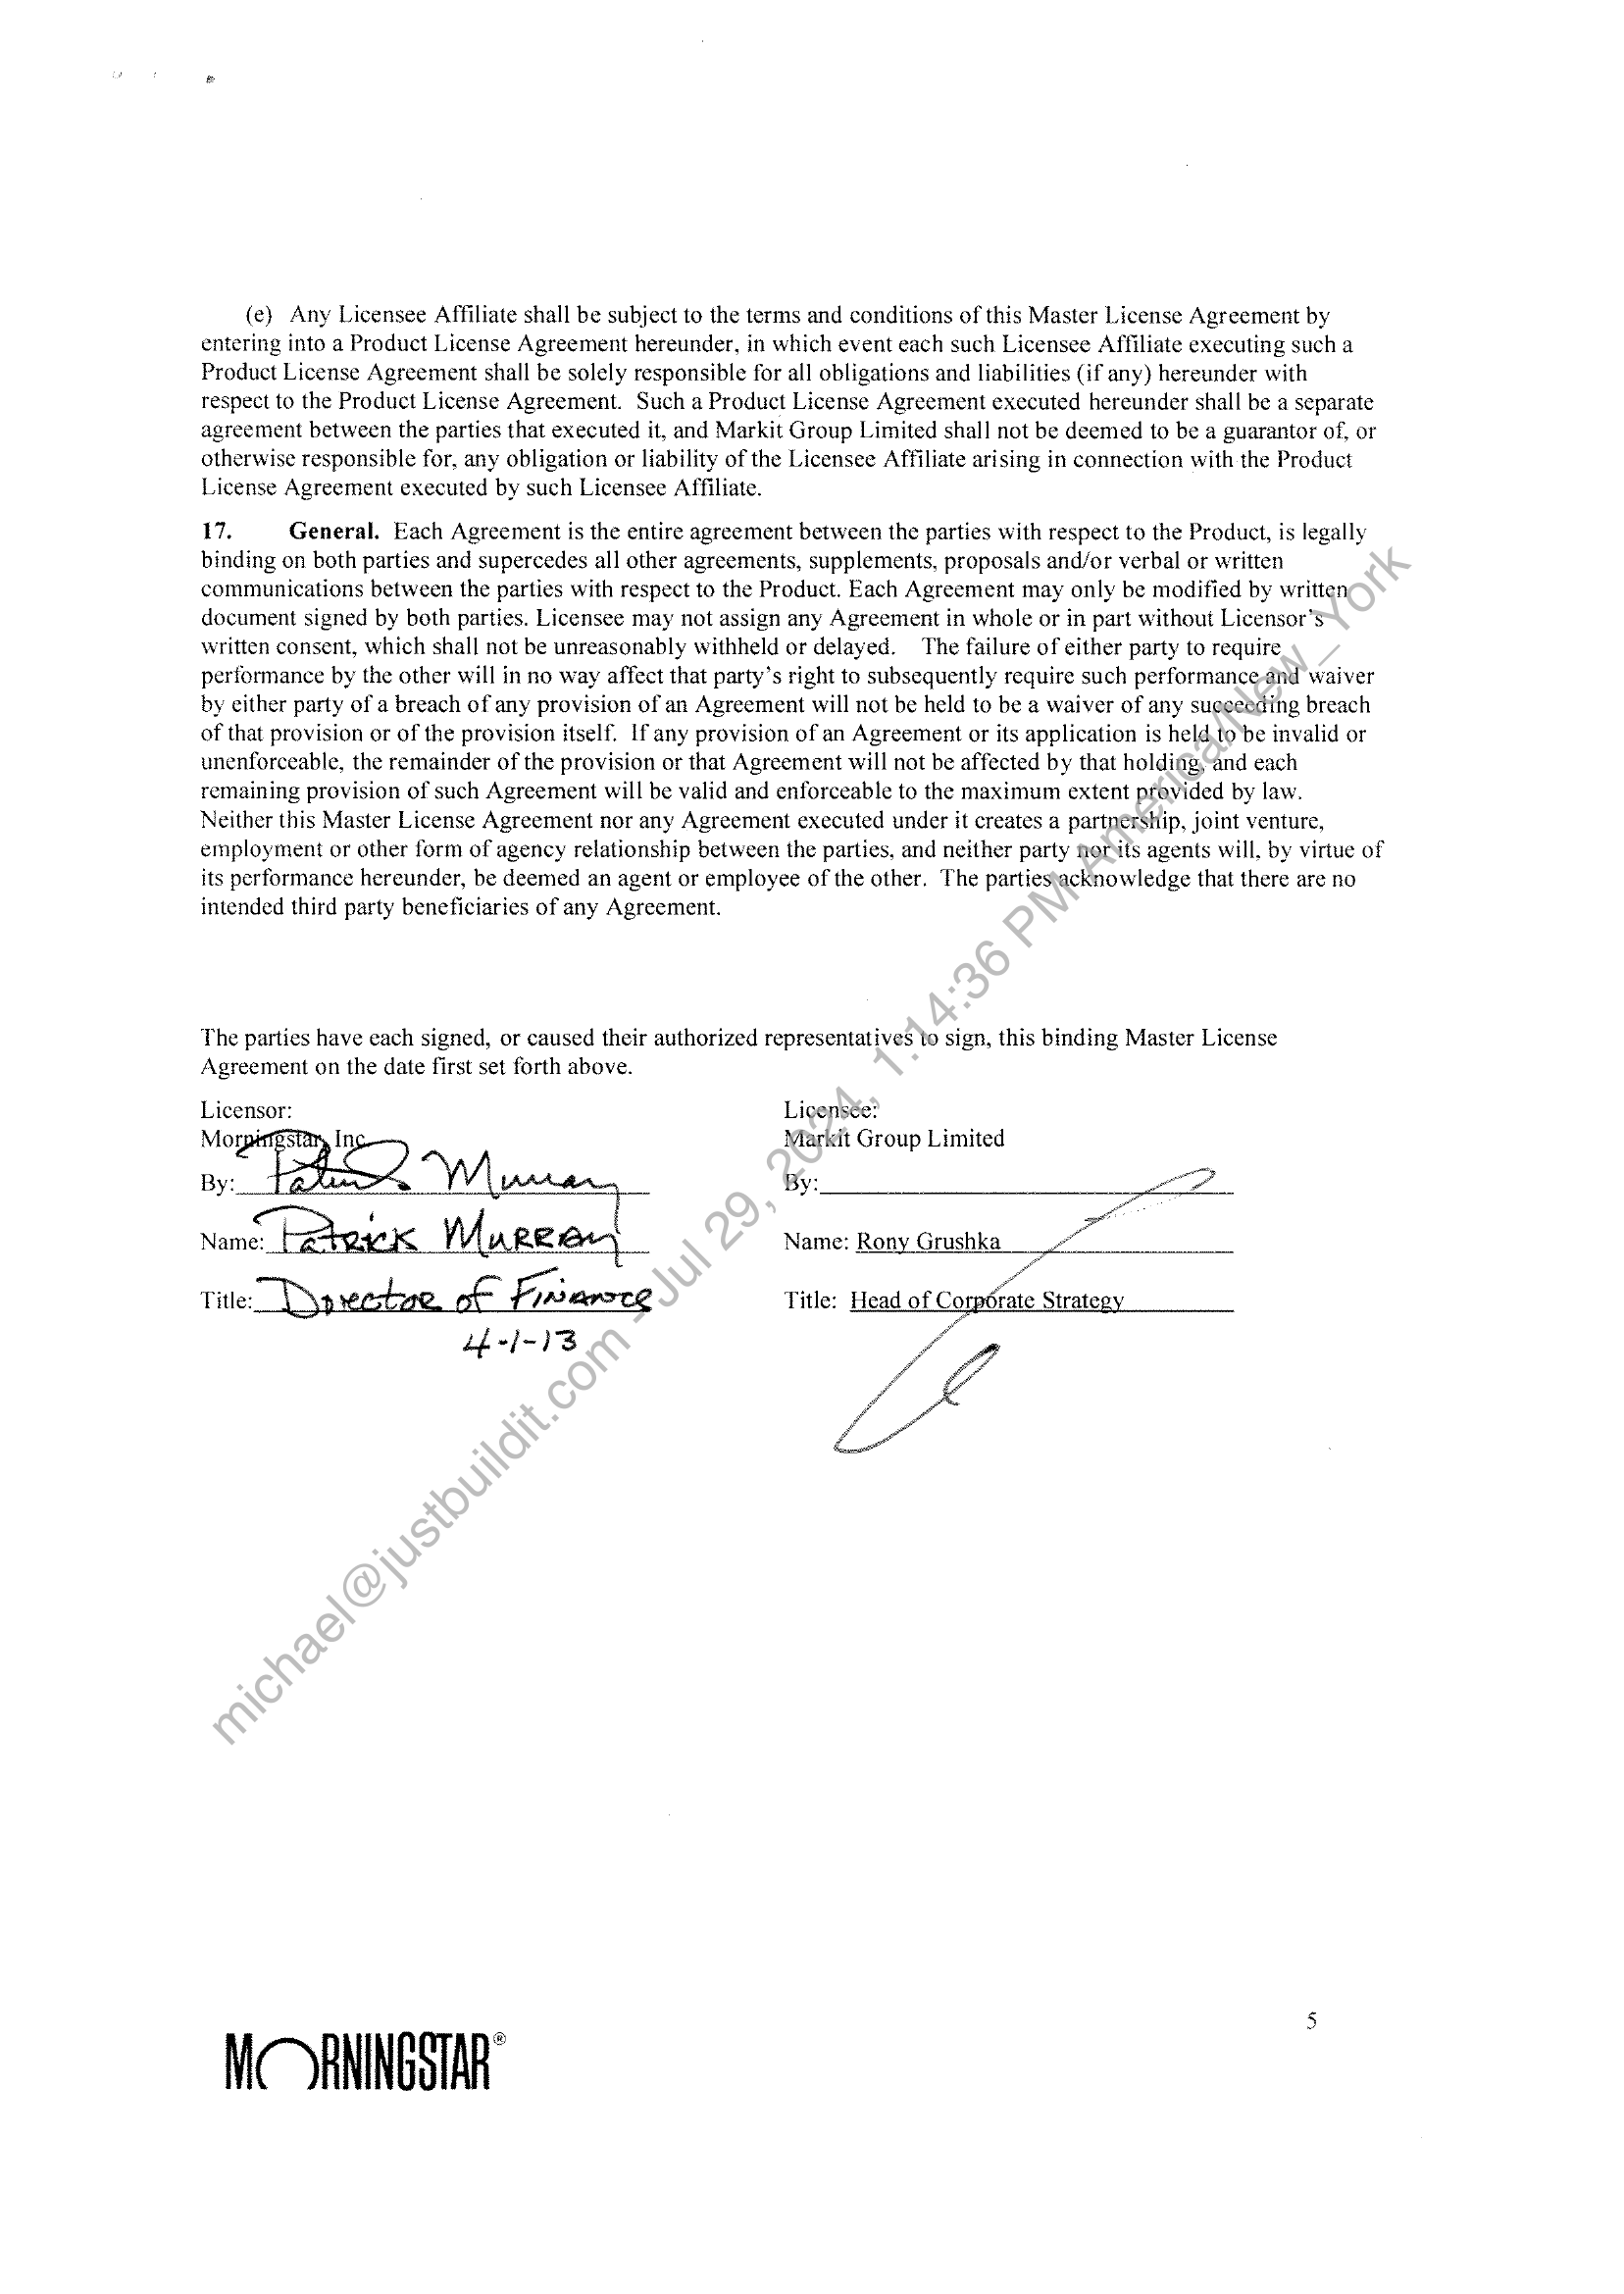 (e) Any Licensee Affiliate shall be subject to the terms and conditions of this Master License Agreement by
entering into a Product License Agreement hereunder, in which event each such Licensee Affiliate executing such a
Product License Agreement shall be solely responsible for all obligations and liabilities (if any) hereunder with
respect to the Product License Agreement. Such a Product License Agreement executed hereunder shall be a separate
agreement between the parties that executed it, and Markit Group Limited shall not be deemed to be a guarantor of, or
otherwise responsible for, any obligation or liability of the Licensee Affiliate arising in connection with the Product
License Agreement executed by such Licensee Affiliate.
17. General. Each Agreement is the entire agreement between the parties with respect to the Product, is legally
binding on both parties and supercedes all other agreements, supplements, proposals and/or verbal or written
communications between the parties with respect to the Product. Each Agreement may only be modified by written
document signed by both parties. Licensee may not assign any Agreement in whole or in part without Licensor's
written consent, which shall not be unreasonably withheld or delayed. The failure of either party to require
performance by the other will in no way affect that party's right to subsequently require such performance and waiver
by either party of a breach of any provision of an Agreement will not be held to be a waiver of any succeeding breach
of that provision or of the provision itself. If any provision of an Agreement or its application is held to be invalid or
unenforceable, the remainder of the provision or that Agreement will not be affected by that holding, and each
remaining provision of such Agreement will be valid and enforceable to the maximum extent provided by law.
Neither this Master License Agreement nor any Agreement executed under it creates a partnership, joint venture,
employment or other form of agency relationship between the parties, and neither party nor its agents will, by virtue of
its performance hereunder, be deemed an agent or employee of the other. The parties acknowledge that there are no
intended third party beneficiaries of any Agreement.
The parties have each signed, or caused their authorized representatives to sign, this binding Master License
Agreement on the date first set forth above.
Licensor:
Morningstar, Inc.
By: Patrick Murray
Name: Patrick Murray
Title: Director of Finance
4-1-13
Licensee:
Markit Group Limited
By:
Name: Rony Grushka
Title: Head of Corporate Strategy
michael@justbuildit.com - Jul 29, 2024, 1:14:36 PM America/New_York
5
MORNINGSTAR®